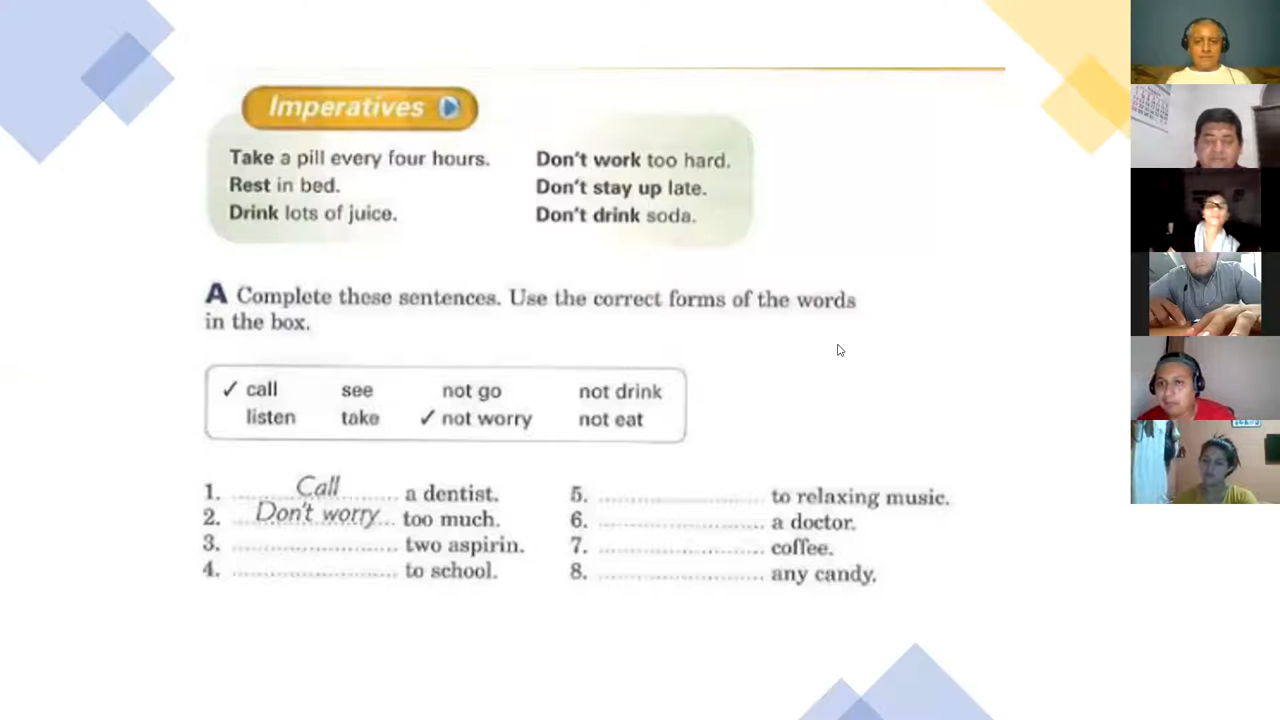 Imperatives
Take a pill every four hours. Don't work too hard.
Rest in bed. Don't stay up late.
Drink lots of juice. Don't drink soda.
A Complete these sentences. Use the correct forms of the words
in the box.
✓ call see not go not drink
listen take ✓ not worry not eat
1. Call a dentist.
2. Don't worry too much.
3. .................... two aspirin.
4. .................... to school.
5. .................... to relaxing music.
6. .................... a doctor.
7. .................... coffee.
8. .................... any candy.